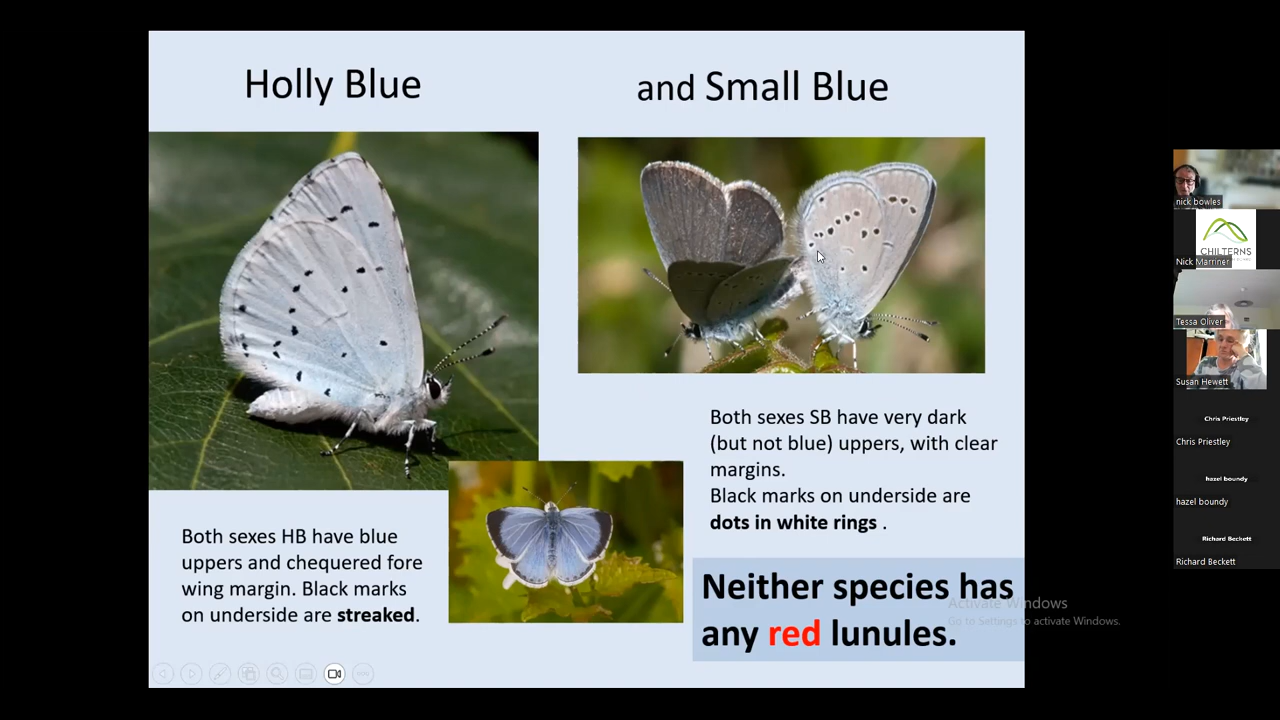 Holly Blue
and Small Blue
Both sexes SB have very dark
(but not blue) uppers, with clear
margins.
Black marks on underside are
dots in white rings .
Both sexes HB have blue
uppers and chequered fore
wing margin. Black marks
on underside are streaked.
Neither species has
any red lunules.
Activate Windows
Go to Settings to activate Windows.
nick bowles
CHILTERNS
Nick Marriner
Tessa Oliver
Susan Hewett
Chris Priestley
Chris Priestley
hazel boundy
hazel boundy
Richard Beckett
Richard Beckett